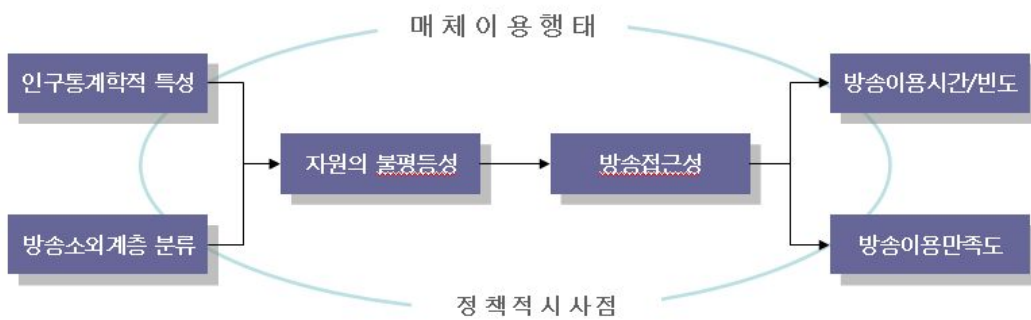 매체이용행태
인구통계학적 특성
방송이용시간/빈도
자원의 불평등성
방송접근성
방송소외계층 분류
방송이용만족도
정책적시사점